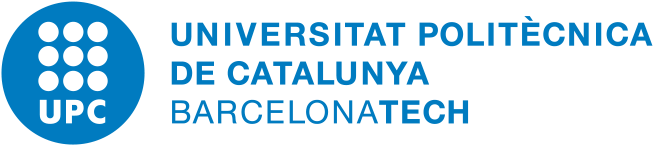 UPC
UNIVERSITAT POLITÈCNICA
DE CATALUNYA
BARCELONATECH